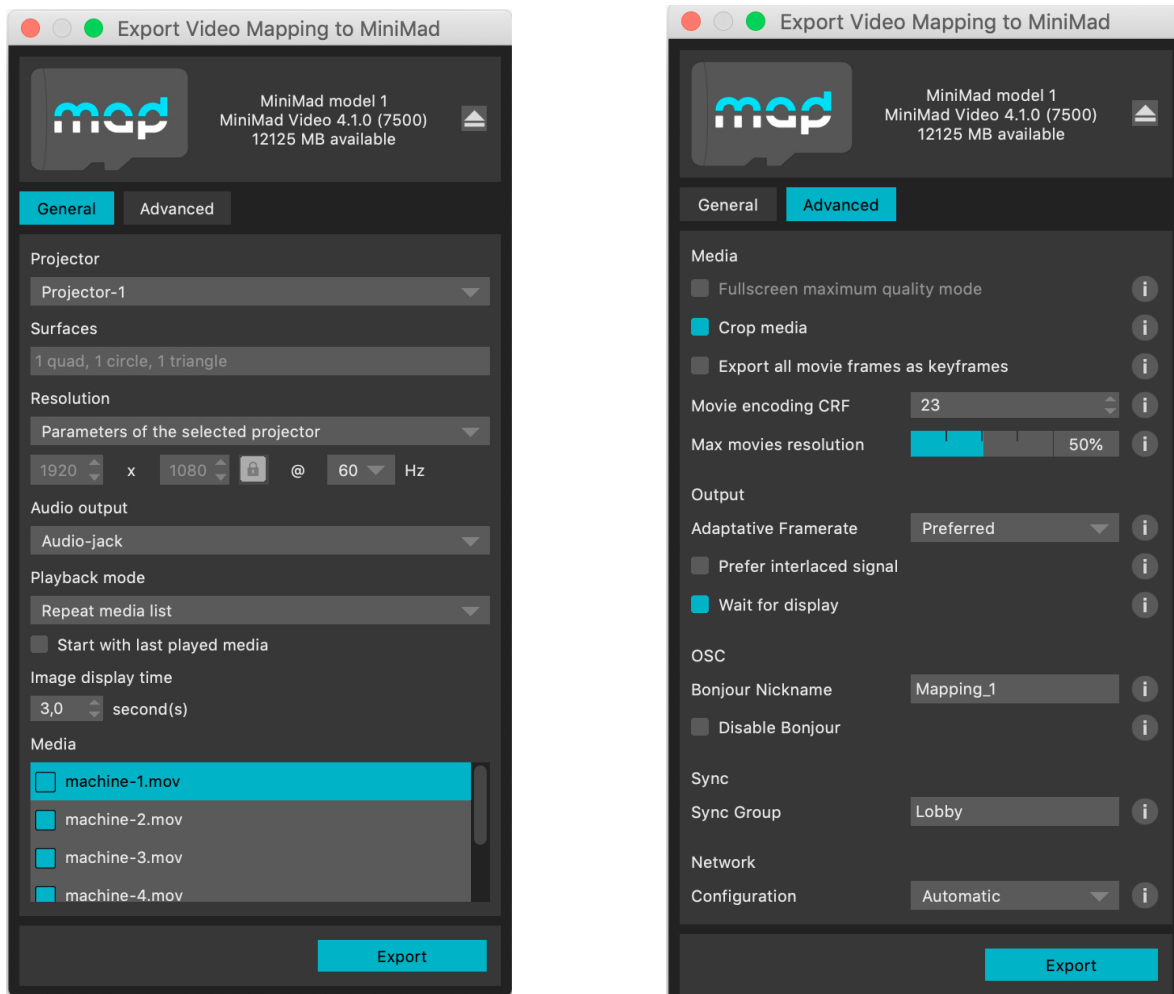 Export Video Mapping to MiniMad
map
MiniMad model 1
MiniMad Video 4.1.0 (7500)
12125 MB available
General
Advanced
Projector
Projector-1
Surfaces
1 quad, 1 circle, 1 triangle
Resolution
Parameters of the selected projector
1920 x 1080 @ 60 Hz
Audio output
Audio-jack
Playback mode
Repeat media list
Start with last played media
Image display time
3,0 second(s)
Media
machine-1.mov
machine-2.mov
machine-3.mov
machine-4.mov
Export
Export Video Mapping to MiniMad
map
MiniMad model 1
MiniMad Video 4.1.0 (7500)
12125 MB available
General
Advanced
Media
Fullscreen maximum quality mode i
Crop media i
Export all movie frames as keyframes i
Movie encoding CRF 23 i
Max movies resolution 50% i
Output
Adaptative Framerate Preferred i
Prefer interlaced signal i
Wait for display i
OSC
Bonjour Nickname Mapping_1 i
Disable Bonjour i
Sync
Sync Group Lobby i
Network
Configuration Automatic i
Export